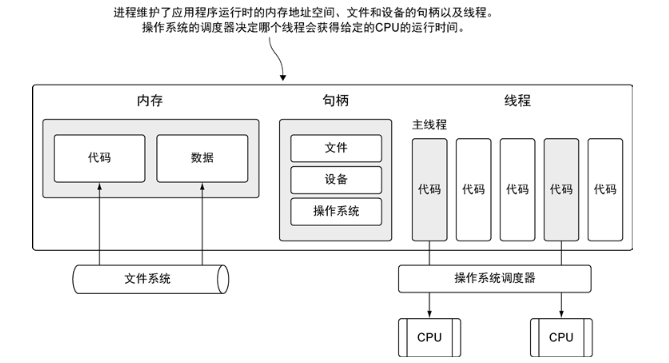 进程维护了应用程序运行时的内存地址空间、文件和设备的句柄以及线程。
操作系统的调度器决定哪个线程会获得给定的CPU的运行时间。
内存
句柄
线程
主线程
代码
数据
文件
设备
操作系统
代码
代码
代码
代码
代码
文件系统
操作系统调度器
CPU
CPU